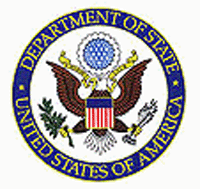 DEPARTMENT OF STATE
UNITED STATES OF AMERICA